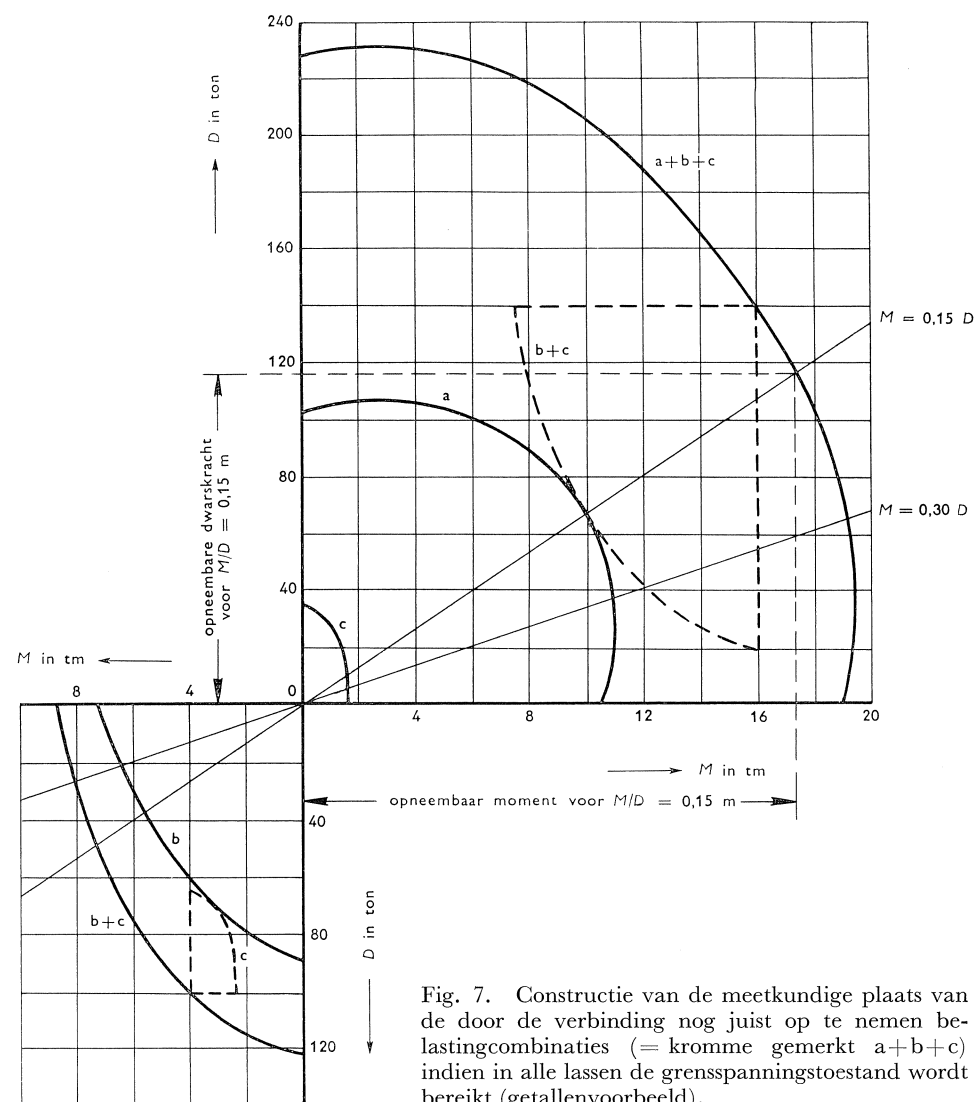 240
D in ton
200
a+b+c
160
M = 0,15 D
b+c
120
a
opneembare dwarskracht
voor M/D = 0,15 m
80
M = 0,30 D
40
c
M in tm
8
4
0
4
8
12
16
20
M in tm
opneembaar moment voor M/D = 0,15 m
40
b
b+c
80
c
D in ton
120
Fig. 7. Constructie van de meetkundige plaats van
de door de verbinding nog juist op te nemen be-
lastingcombinaties (= kromme gemerkt a+b+c)
indien in alle lassen de grensspanningstoestand wordt
bereikt (getallenvoorbeeld).